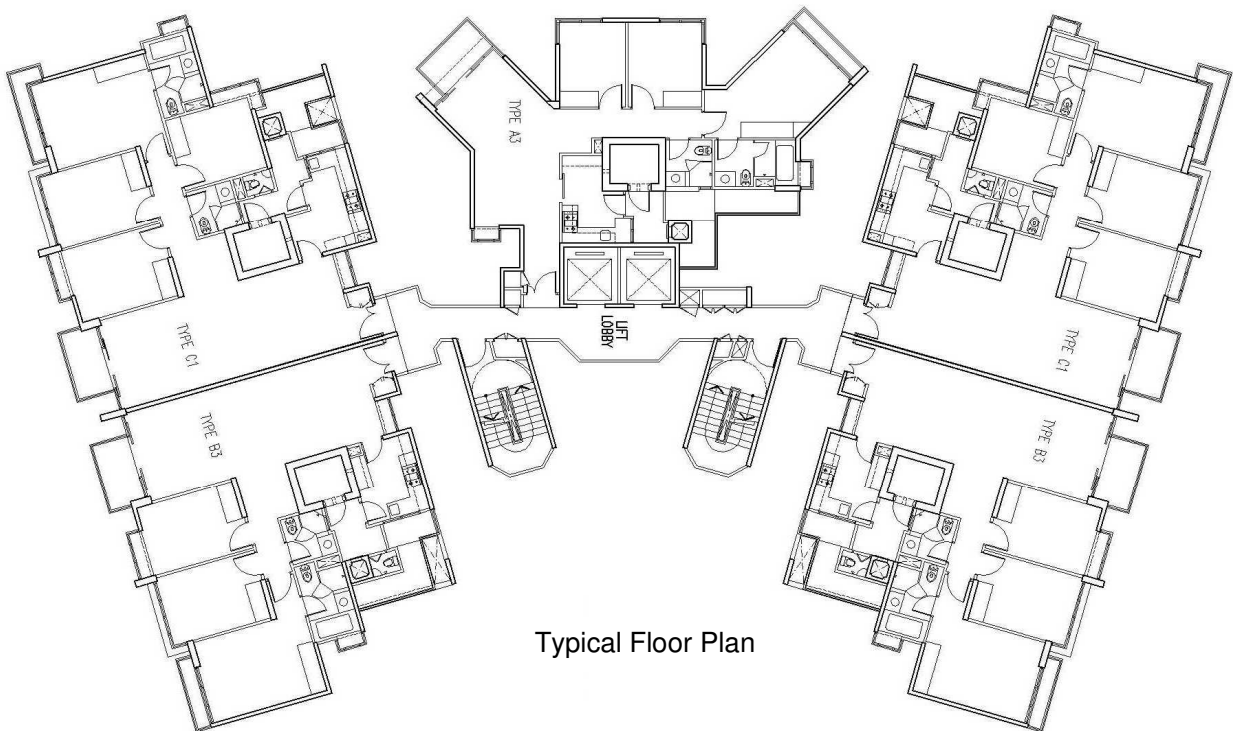 TYPE A3
TYPE C1
LIFT
LOBBY
TYPE C1
TYPE B3
TYPE B3
Typical Floor Plan